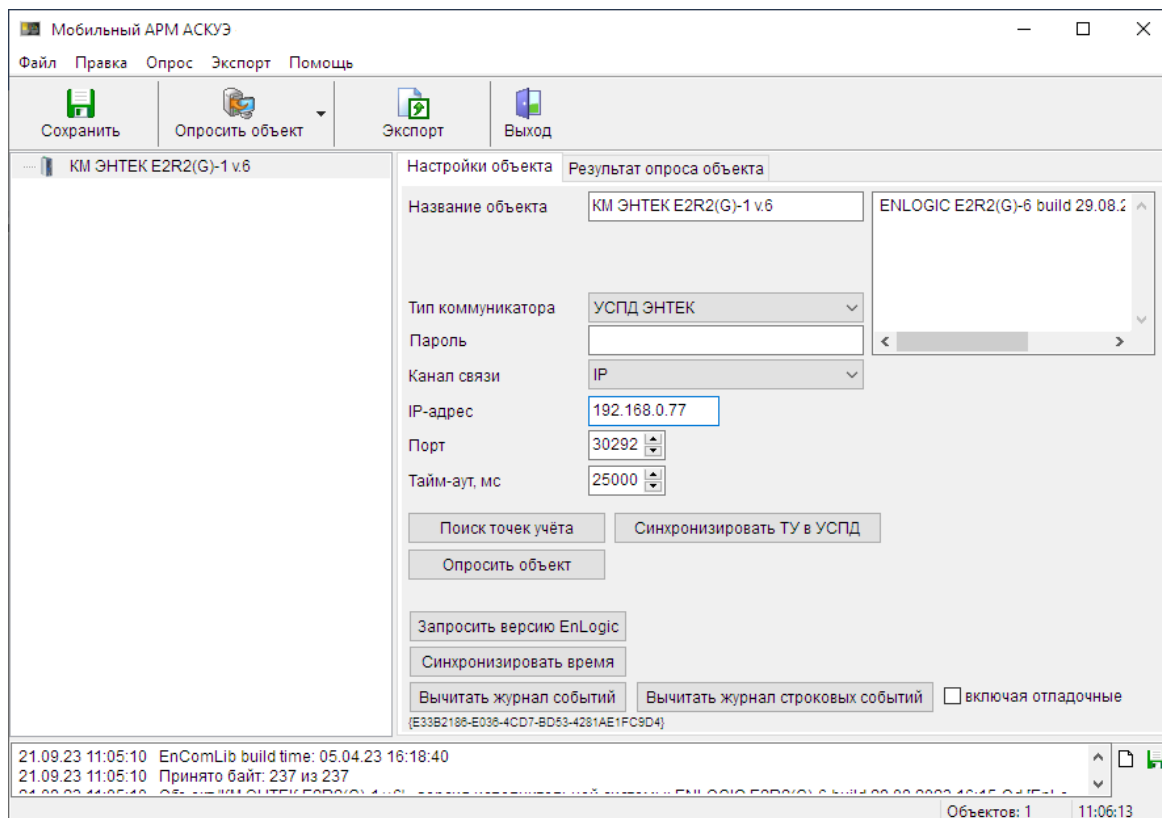 Мобильный АРМ АСКУЭ
Файл Правка Опрос Экспорт Помощь
Сохранить Опросить объект Экспорт Выход
КМ ЭНТЕК E2R2(G)-1 v.6
Настройки объекта Результат опроса объекта
Название объекта КМ ЭНТЕК E2R2(G)-1 v.6 ENLOGIC E2R2(G)-6 build 29.08.2
Тип коммуникатора УСПД ЭНТЕК
Пароль
Канал связи IP
IP-адрес 192.168.0.77
Порт 30292
Тайм-аут, мс 25000
Поиск точек учёта Синхронизировать ТУ в УСПД
Опросить объект
Запросить версию EnLogic
Синхронизировать время
Вычитать журнал событий Вычитать журнал строковых событий включая отладочные
{E33B2186-E036-4CD7-BD53-4281AE1FC9D4}
21.09.23 11:05:10 EnComLib build time: 05.04.23 16:18:40
21.09.23 11:05:10 Принято байт: 237 из 237
Объектов: 1 11:06:13